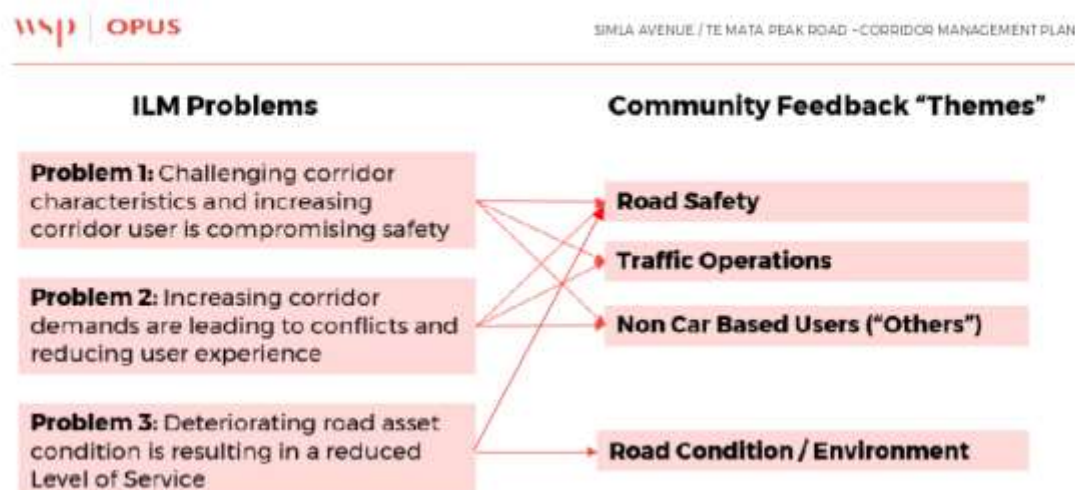 wsp | OPUS
SIMLA AVENUE / TE MATA PEAK ROAD - CORRIDOR MANAGEMENT PLAN
ILM Problems
Community Feedback “Themes”
Problem 1: Challenging corridor
characteristics and increasing
corridor user is compromising safety
Problem 2: Increasing corridor
demands are leading to conflicts and
reducing user experience
Problem 3: Deteriorating road asset
condition is resulting in a reduced
Level of Service
Road Safety
Traffic Operations
Non Car Based Users (“Others”)
Road Condition / Environment